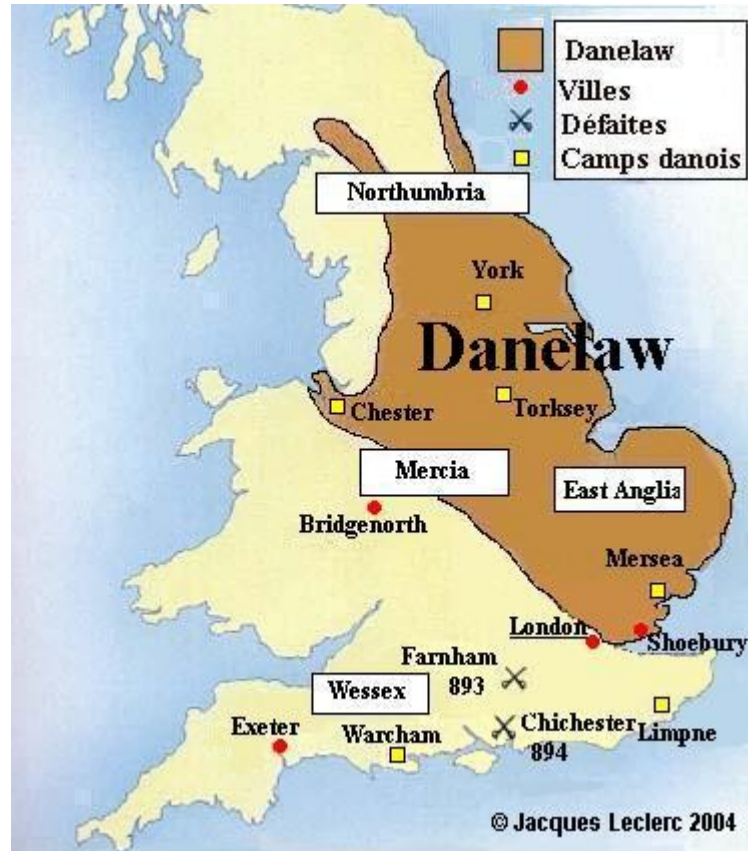 Danelaw
Villes
Défaites
Camps danois
Northumbria
York
Danelaw
Chester
Torksey
Mercia
East Anglia
Bridgenorth
Mersea
London
Shoebury
Farnham
893
Wessex
Exeter
Warcham
Chichester
894
Limpne
© Jacques Leclerc 2004